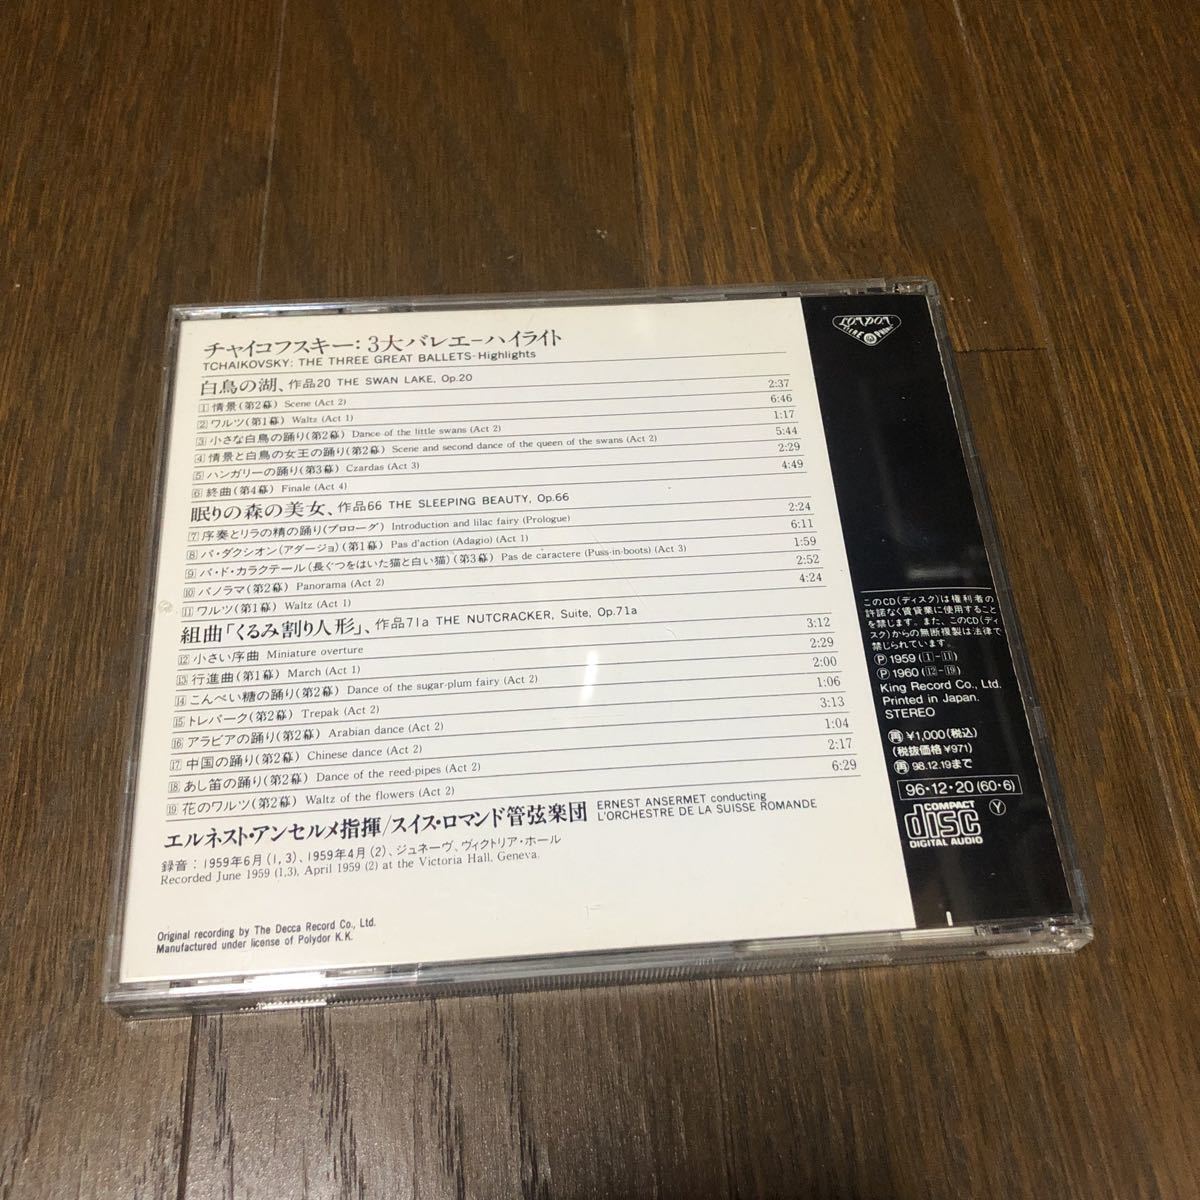 チャイコフスキー：3大バレエーハイライト
TCHAIKOVSKY: THE THREE GREAT BALLETS-Highlights
白鳥の湖、作品20 THE SWAN LAKE, Op.20
1 情景(第2幕) Scene (Act 2) 2:37
2 ワルツ(第1幕) Waltz (Act 1) 6:46
3 小さな白鳥の踊り(第2幕) Dance of the little swans (Act 2) 1:17
4 情景と白鳥の女王の踊り(第2幕) Scene and second dance of the queen of the swans (Act 2) 5:44
5 ハンガリーの踊り(第3幕) Czardas (Act 3) 2:29
6 終曲(第4幕) Finale (Act 4) 4:49
眠りの森の美女、作品66 THE SLEEPING BEAUTY, Op.66
7 序奏とリラの精の踊り(プロローグ) Introduction and lilac fairy (Prologue) 2:24
8 パ・ダクシオン(アダージョ)(第1幕) Pas d'action (Adagio) (Act 1) 6:11
9 パ・ド・カラクテール(長ぐつをはいた猫と白い猫)(第3幕) Pas de caractere (Puss-in-boots) (Act 3) 1:59
10 パノラマ(第2幕) Panorama (Act 2) 2:52
11 ワルツ(第1幕) Waltz (Act 1) 4:24
組曲「くるみ割り人形」、作品71a THE NUTCRACKER, Suite, Op.71a
12 小さい序曲 Miniature overture 3:12
13 行進曲(第1幕) March (Act 1) 2:29
14 こんぺい糖の踊り(第2幕) Dance of the sugar-plum fairy (Act 2) 2:00
15 トレパーク(第2幕) Trepak (Act 2) 1:06
16 アラビアの踊り(第2幕) Arabian dance (Act 2) 3:13
17 中国の踊り(第2幕) Chinese dance (Act 2) 1:04
18 あし笛の踊り(第2幕) Dance of the reed-pipes (Act 2) 2:17
19 花のワルツ(第2幕) Waltz of the flowers (Act 2) 6:29
エルネスト・アンセルメ指揮/スイス・ロマンド管弦楽団
ERNEST ANSERMET conducting
L'ORCHESTRE DE LA SUISSE ROMANDE
録音：1959年6月(1,3)、1959年4月(2)、ジュネーヴ、ヴィクトリア・ホール
Recorded June 1959 (1,3), April 1959 (2) at the Victoria Hall, Geneva.
Original recording by The Decca Record Co., Ltd.
Manufactured under license of Polydor K.K.
LONDON
このCD(ディスク)は権利者の
許諾なく賃貸業に使用すること
を禁じます。また、このCD(ディ
スク)からの無断複製は法律で
禁じられています。
Ⓟ 1959 (1-11)
Ⓟ 1960 (12-19)
King Record Co., Ltd.
Printed in Japan.
STEREO
再 ¥1,000(税込)
(税抜価格¥971)
再 98.12.19まで
96・12・20(60・6)
COMPACT
disc
DIGITAL AUDIO
Y